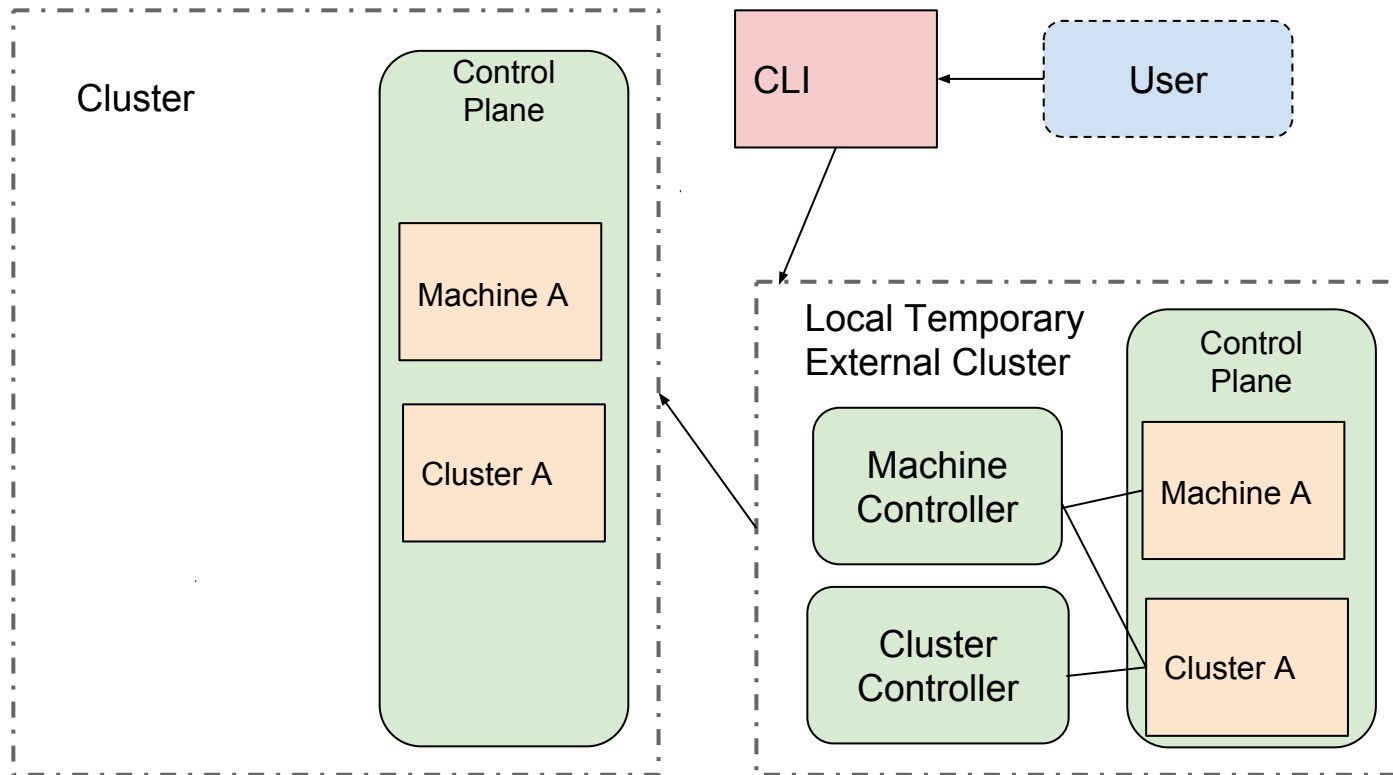 Cluster
Control
Plane
Machine A
Cluster A
CLI
User
Local Temporary
External Cluster
Control
Plane
Machine
Controller
Machine A
Cluster
Controller
Cluster A